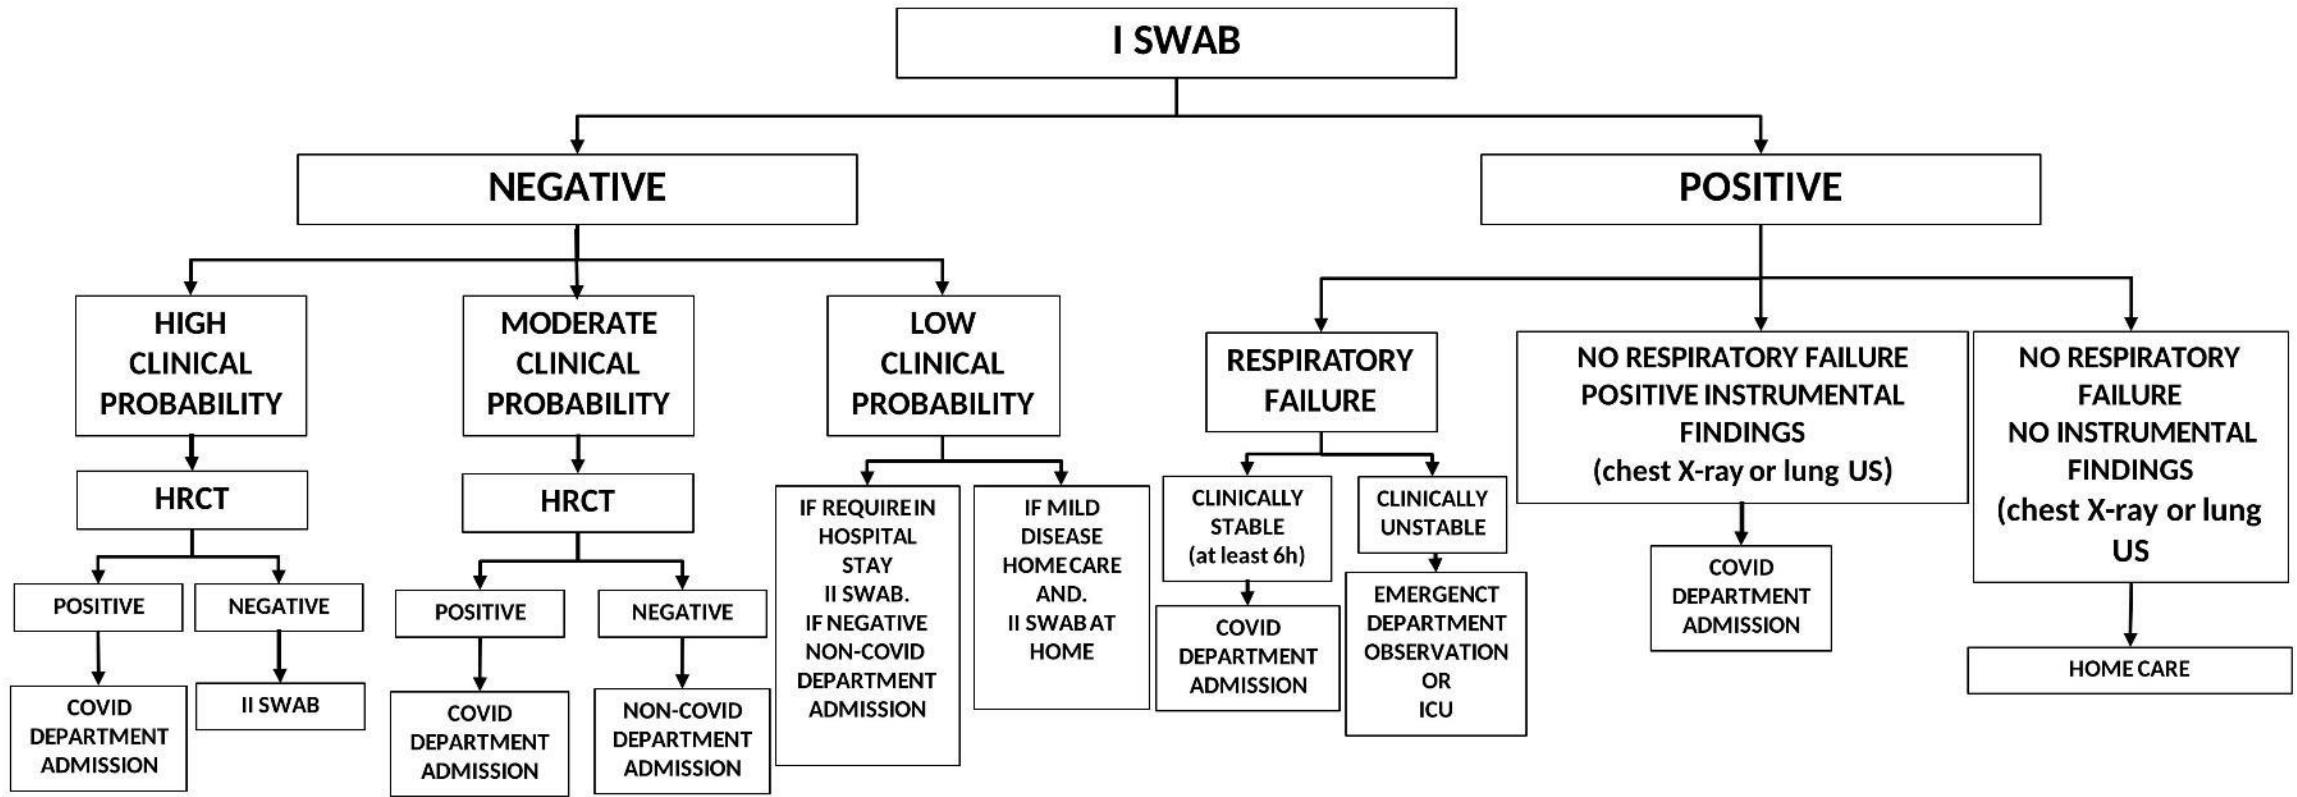 I SWAB
NEGATIVE
POSITIVE
HIGH
CLINICAL
PROBABILITY
MODERATE
CLINICAL
PROBABILITY
LOW
CLINICAL
PROBABILITY
RESPIRATORY
FAILURE
NO RESPIRATORY FAILURE
POSITIVE INSTRUMENTAL
FINDINGS
(chest X-ray or lung US)
NO RESPIRATORY
FAILURE
NO INSTRUMENTAL
FINDINGS
(chest X-ray or lung
US
HRCT
HRCT
IF REQUIRE IN
HOSPITAL
STAY
II SWAB.
IF NEGATIVE
NON-COVID
DEPARTMENT
ADMISSION
IF MILD
DISEASE
HOME CARE
AND.
II SWAB AT
HOME
CLINICALLY
STABLE
(at least 6h)
CLINICALLY
UNSTABLE
COVID
DEPARTMENT
ADMISSION
POSITIVE
NEGATIVE
POSITIVE
NEGATIVE
COVID
DEPARTMENT
ADMISSION
EMERGENCT
DEPARTMENT
OBSERVATION
OR
ICU
HOME CARE
COVID
DEPARTMENT
ADMISSION
II SWAB
COVID
DEPARTMENT
ADMISSION
NON-COVID
DEPARTMENT
ADMISSION